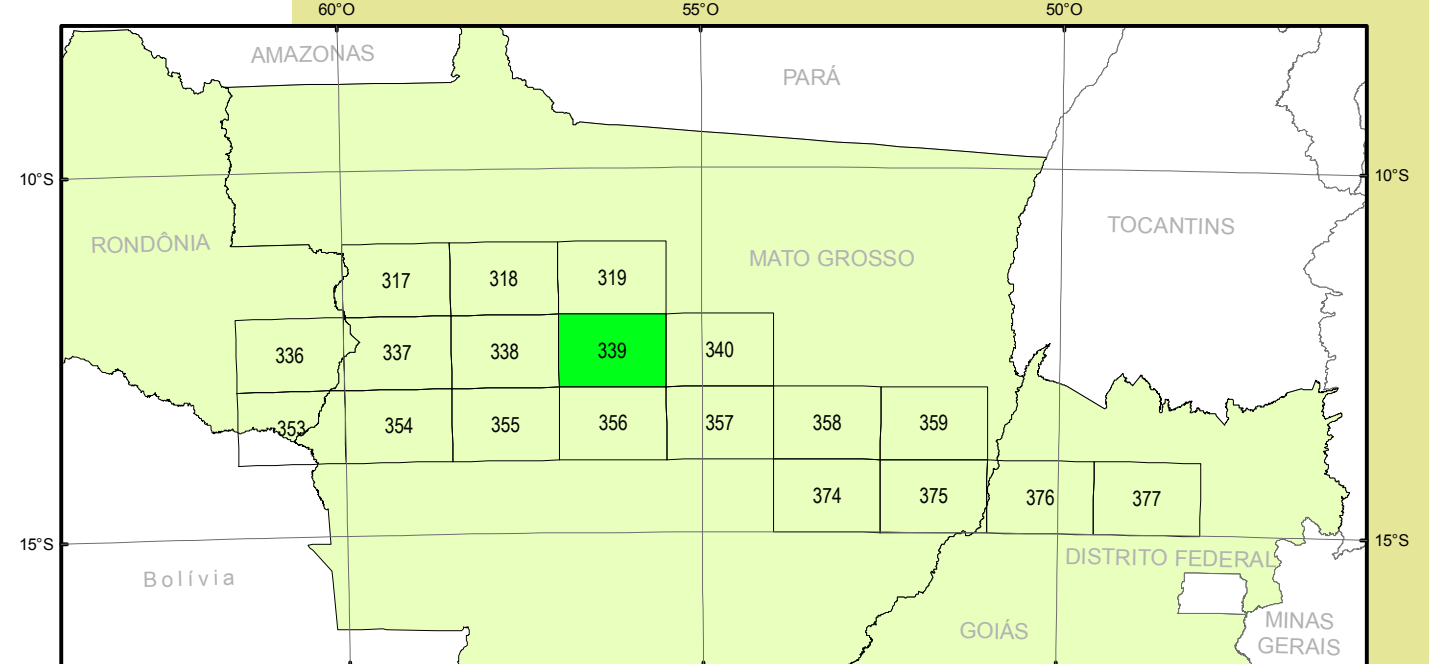 60°O 55°O 50°O
AMAZONAS
PARÁ
10°S 10°S
RONDÔNIA
TOCANTINS
MATO GROSSO
317 318 319
336 337 338 339 340
353 354 355 356 357 358 359
374 375 376 377
15°S 15°S
DISTRITO FEDERAL
Bolívia
GOIÁS
MINAS
GERAIS